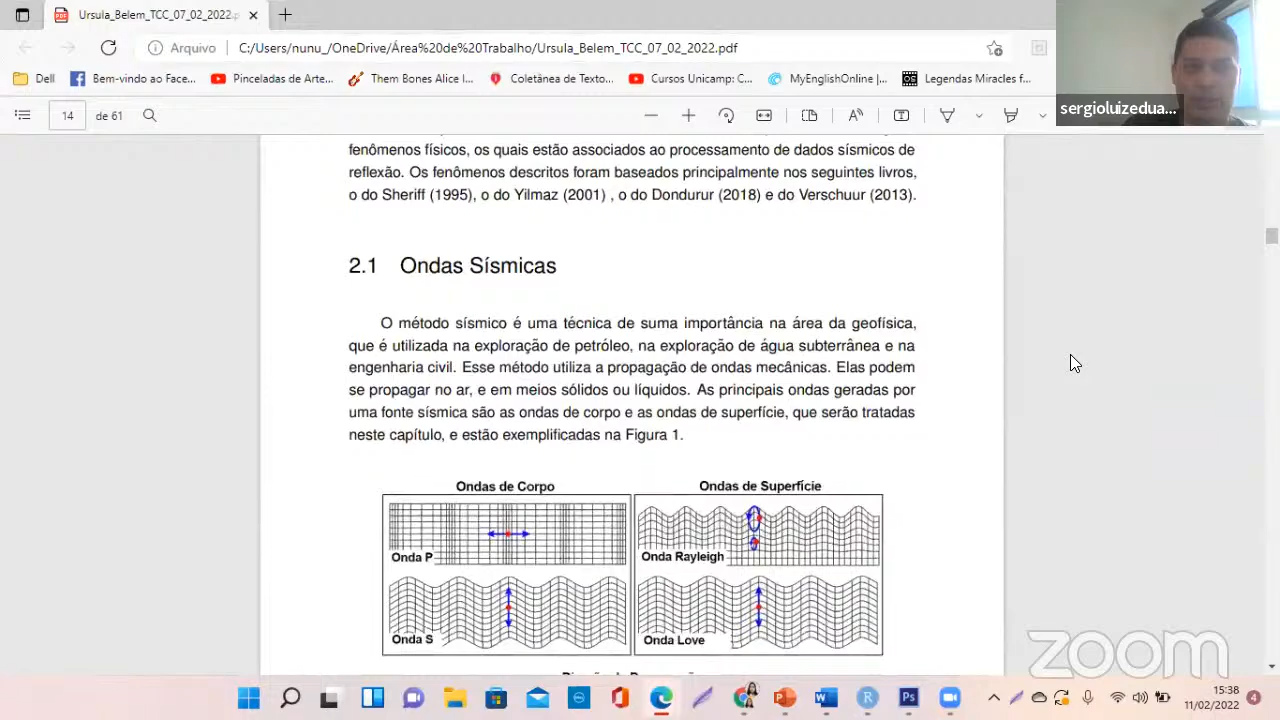 Ursula_Belem_TCC_07_02_2022.p
Arquivo
C:/Users/nunu_/OneDrive/Área%20de%20Trabalho/Ursula_Belem_TCC_07_02_2022.pdf
Dell
Bem-vindo ao Face...
Pinceladas de Arte...
Them Bones Alice I...
Coletânea de Texto...
Cursos Unicamp: C...
MyEnglishOnline |...
Legendas Miracles f...
sergioluizedua...
14 de 61
fenômenos físicos, os quais estão associados ao processamento de dados sísmicos de
reflexão. Os fenômenos descritos foram baseados principalmente nos seguintes livros,
o do Sheriff (1995), o do Yilmaz (2001) , o do Dondurur (2018) e do Verschuur (2013).
2.1 Ondas Sísmicas
O método sísmico é uma técnica de suma importância na área da geofísica,
que é utilizada na exploração de petróleo, na exploração de água subterrânea e na
engenharia civil. Esse método utiliza a propagação de ondas mecânicas. Elas podem
se propagar no ar, e em meios sólidos ou líquidos. As principais ondas geradas por
uma fonte sísmica são as ondas de corpo e as ondas de superfície, que serão tratadas
neste capítulo, e estão exemplificadas na Figura 1.
Ondas de Corpo
Ondas de Superfície
Onda P
Onda Rayleigh
Onda S
Onda Love
zoom
15:38
11/02/2022
4